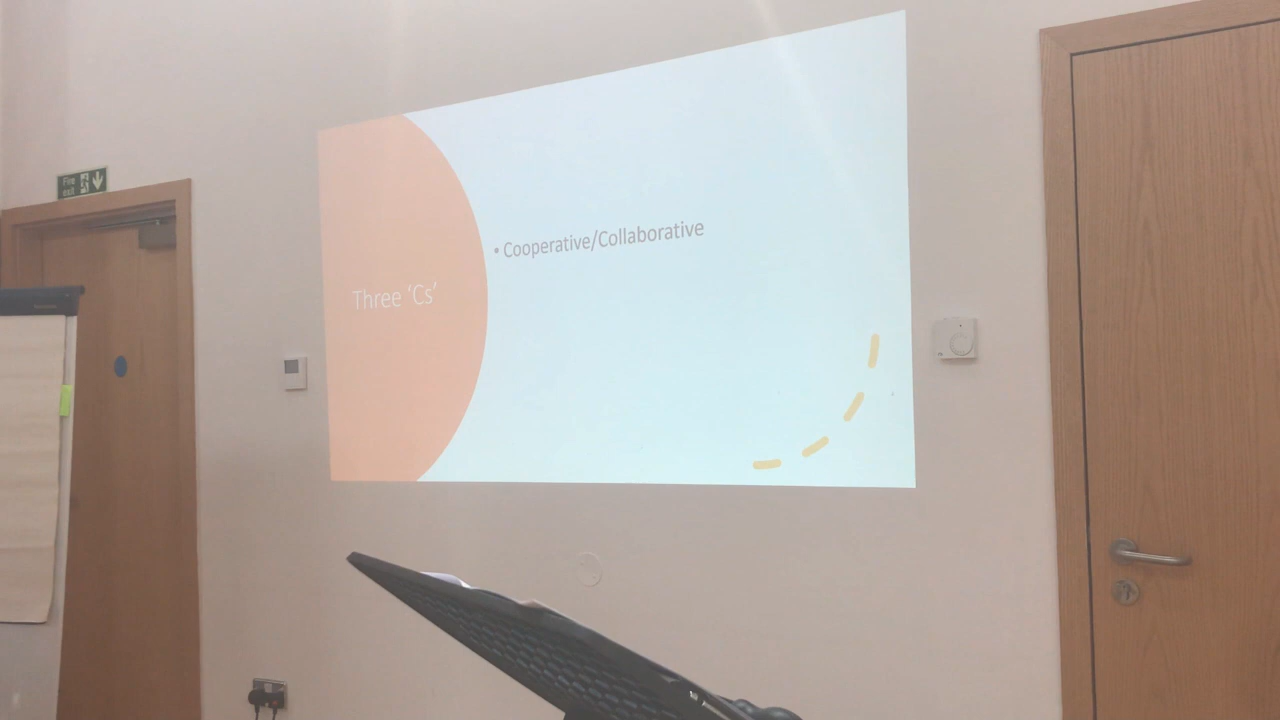 Fire
exit
Three ‘Cs’
• Cooperative/Collaborative